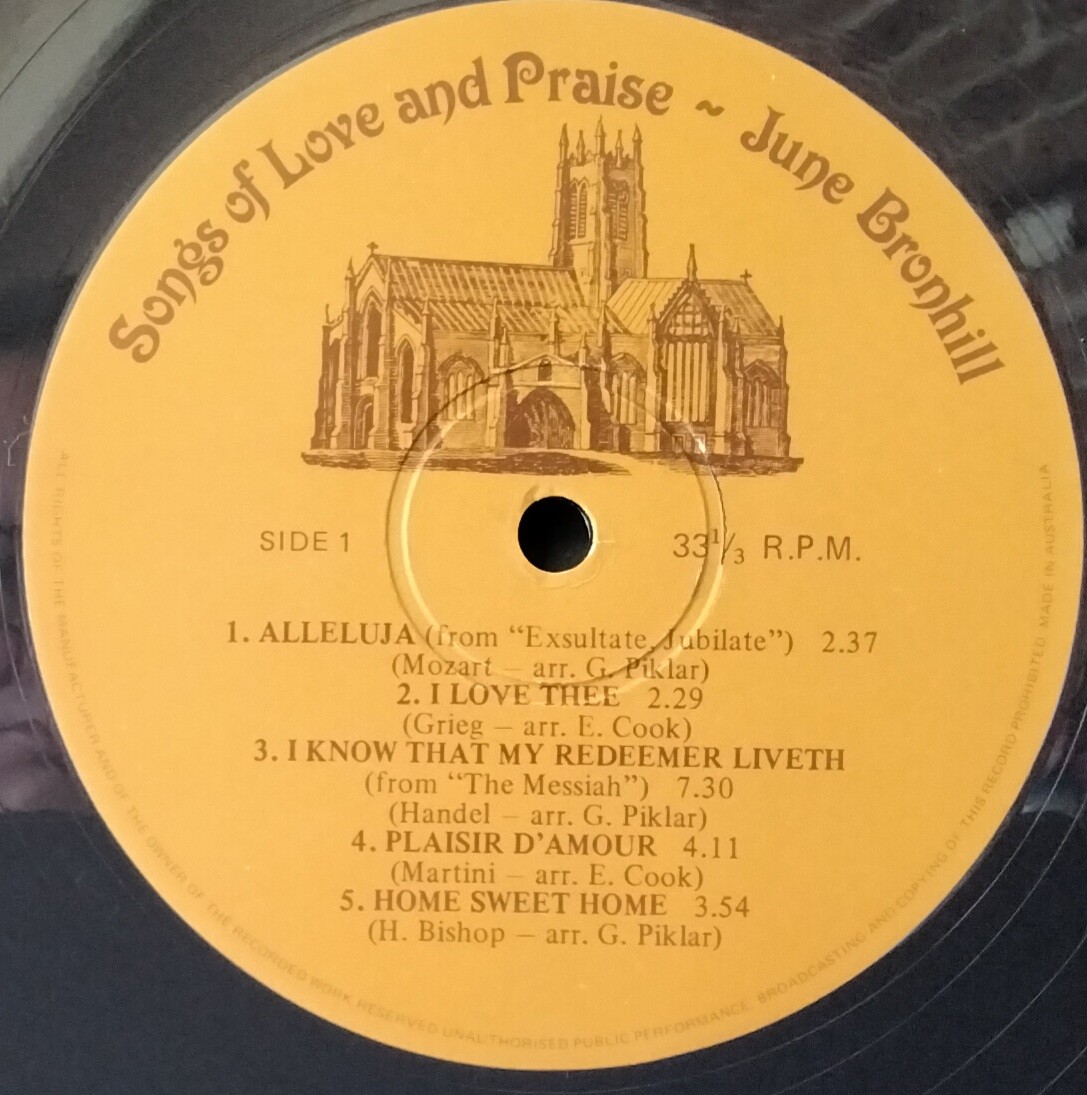 Songs of Love and Praise ~ June Bronhill
SIDE 1
33⅓ R.P.M.
1. ALLELUJA (from “Exsultate, Jubilate”) 2.37
(Mozart – arr. G. Piklar)
2. I LOVE THEE 2.29
(Grieg – arr. E. Cook)
3. I KNOW THAT MY REDEEMER LIVETH
(from “The Messiah”) 7.30
(Handel – arr. G. Piklar)
4. PLAISIR D’AMOUR 4.11
(Martini – arr. E. Cook)
5. HOME SWEET HOME 3.54
(H. Bishop – arr. G. Piklar)
ALL RIGHTS OF THE MANUFACTURER AND OF THE OWNER OF THE RECORDED WORK RESERVED UNAUTHORISED PUBLIC PERFORMANCE, BROADCASTING AND COPYING OF THIS RECORD PROHIBITED MADE IN AUSTRALIA